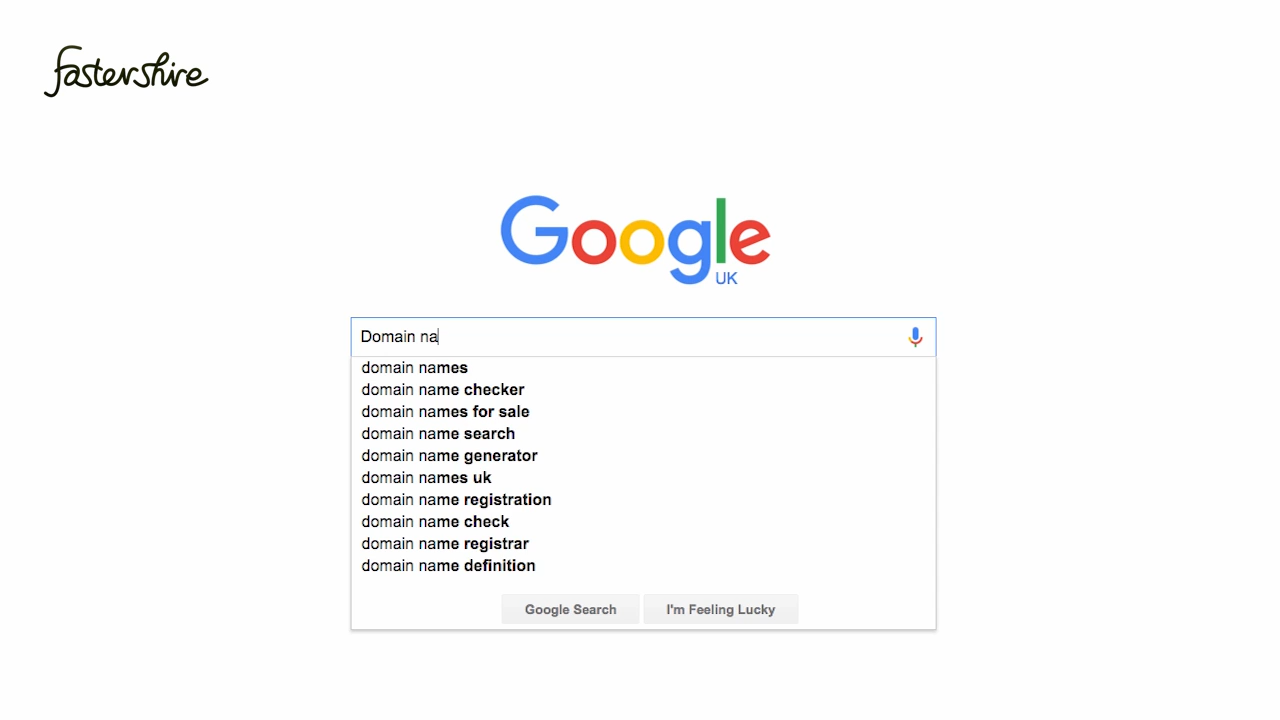 fastershire
Google
UK
Domain na
domain names
domain name checker
domain names for sale
domain name search
domain name generator
domain names uk
domain name registration
domain name check
domain name registrar
domain name definition
Google Search
I'm Feeling Lucky